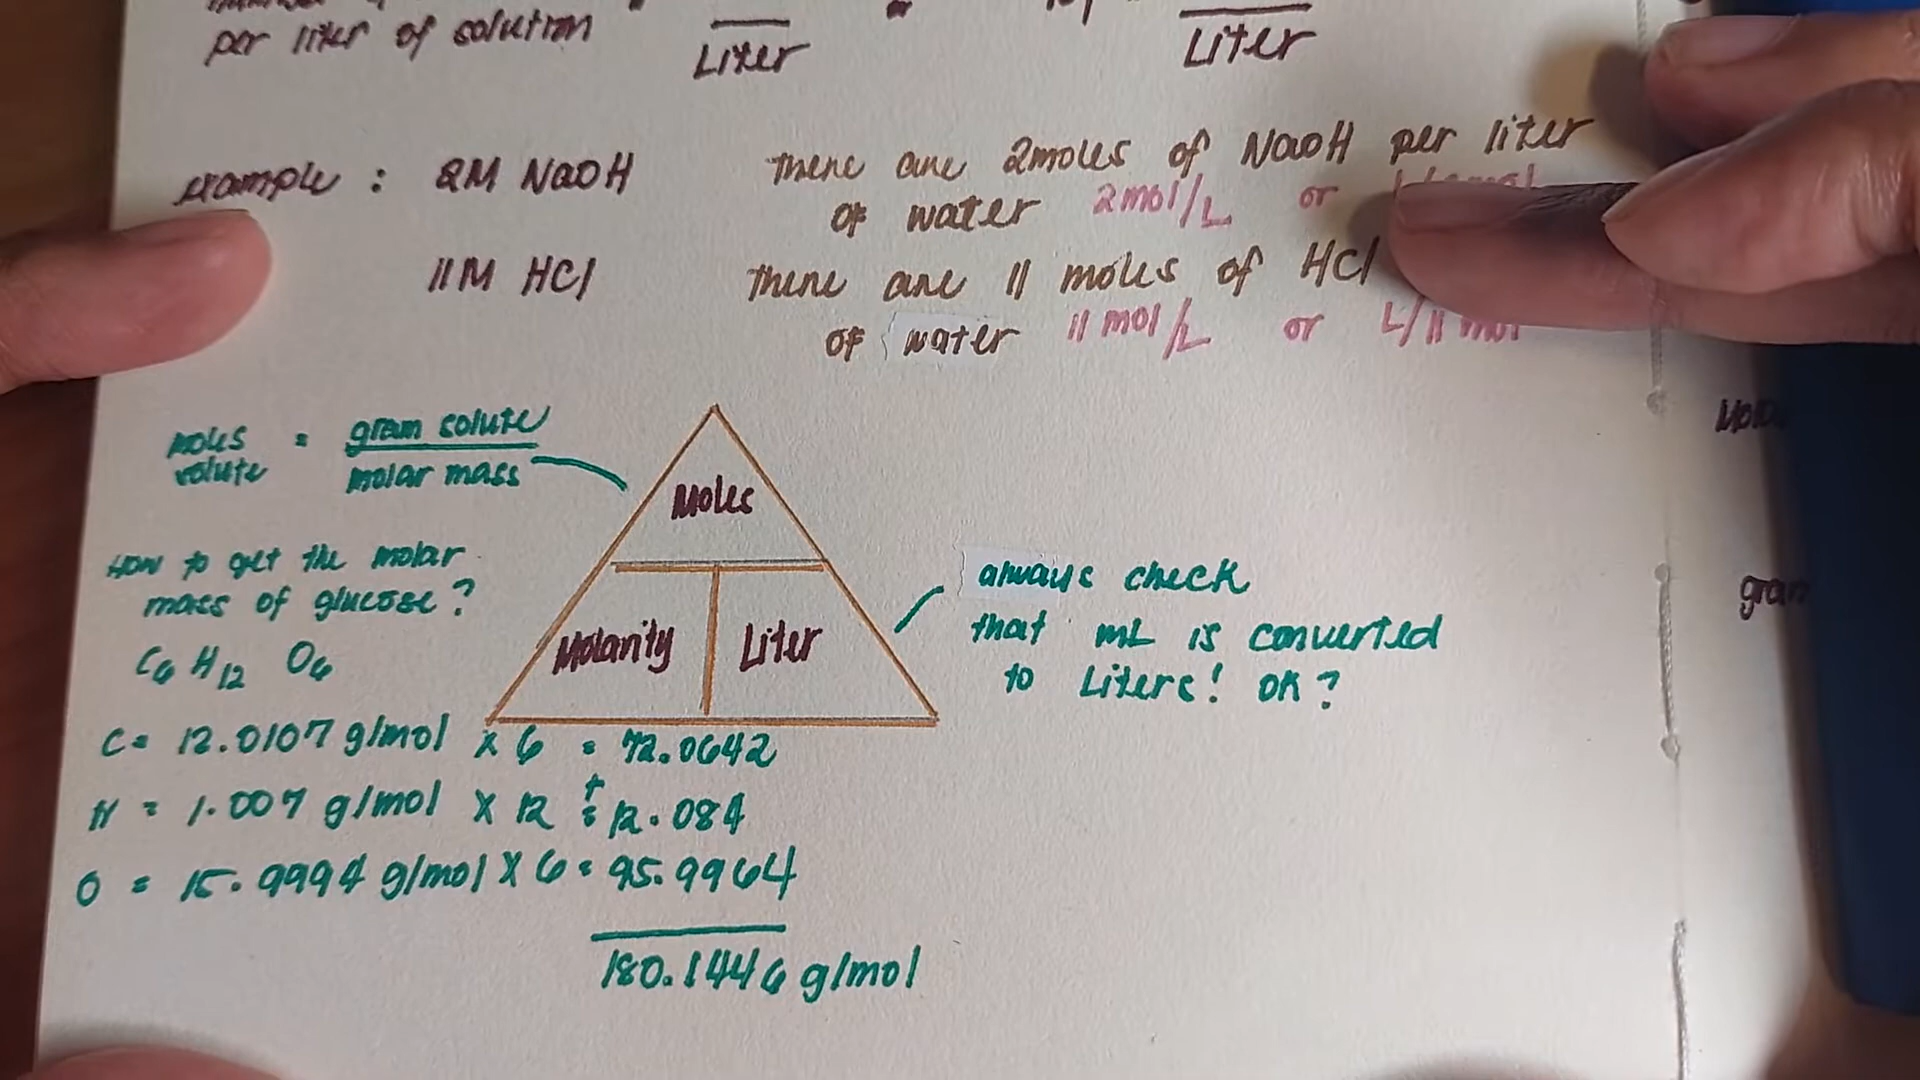 per liter of solution
Liter
Liter
example : 2M NaOH
there are 2moles of NaOH per liter
of water 2mol/L or
11M HCl
there are 11 moles of HCl
of water 11 mol/L or L/11 mol
moles solute = gram solute
molar mass
Moles
Molarity
Liter
How to get the molar
mass of glucose?
C6 H12 O6
always check
that mL is converted
to Liters! OK?
C = 12.0107 g/mol x 6 = 72.0642
+
H = 1.007 g/mol x 12 = 12.084
O = 15.9994 g/mol x 6 = 95.9964
180.1446 g/mol
gram